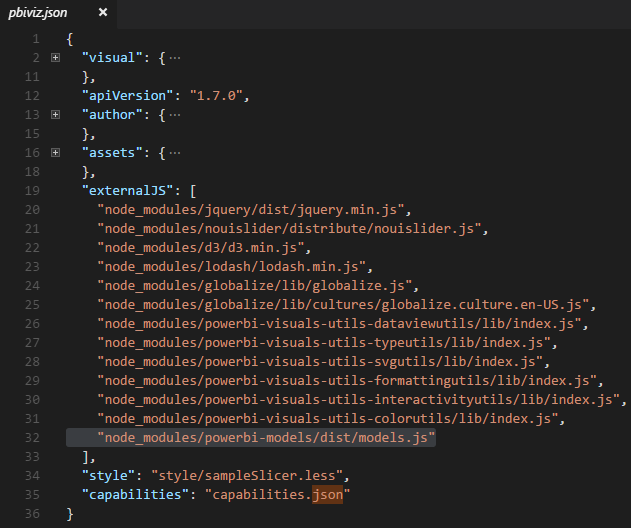 pbiviz.json ×
1 {
2 "visual": { ...
11 },
12 "apiVersion": "1.7.0",
13 "author": { ...
15 },
16 "assets": { ...
18 },
19 "externalJS": [
20 "node_modules/jquery/dist/jquery.min.js",
21 "node_modules/nouislider/distribute/nouislider.js",
22 "node_modules/d3/d3.min.js",
23 "node_modules/lodash/lodash.min.js",
24 "node_modules/globalize/lib/globalize.js",
25 "node_modules/globalize/lib/cultures/globalize.culture.en-US.js",
26 "node_modules/powerbi-visuals-utils-dataviewutils/lib/index.js",
27 "node_modules/powerbi-visuals-utils-typeutils/lib/index.js",
28 "node_modules/powerbi-visuals-utils-svgutils/lib/index.js",
29 "node_modules/powerbi-visuals-utils-formattingutils/lib/index.js",
30 "node_modules/powerbi-visuals-utils-interactivityutils/lib/index.js",
31 "node_modules/powerbi-visuals-utils-colorutils/lib/index.js",
32 "node_modules/powerbi-models/dist/models.js"
33 ],
34 "style": "style/sampleSlicer.less",
35 "capabilities": "capabilities.json"
36 }